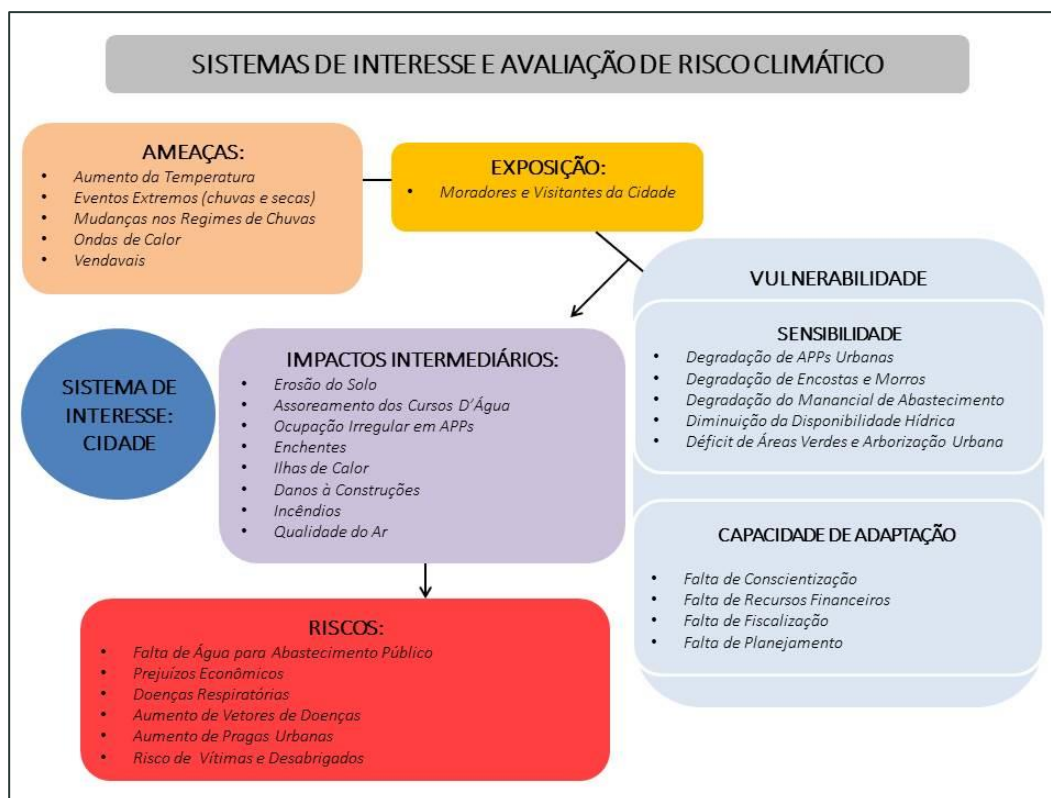 SISTEMAS DE INTERESSE E AVALIAÇÃO DE RISCO CLIMÁTICO
AMEAÇAS:
• Aumento da Temperatura
• Eventos Extremos (chuvas e secas)
• Mudanças nos Regimes de Chuvas
• Ondas de Calor
• Vendavais
EXPOSIÇÃO:
• Moradores e Visitantes da Cidade
VULNERABILIDADE
SENSIBILIDADE
• Degradação de APPs Urbanas
• Degradação de Encostas e Morros
• Degradação do Manancial de Abastecimento
• Diminuição da Disponibilidade Hídrica
• Déficit de Áreas Verdes e Arborização Urbana
SISTEMA DE
INTERESSE:
CIDADE
IMPACTOS INTERMEDIÁRIOS:
• Erosão do Solo
• Assoreamento dos Cursos D’Água
• Ocupação Irregular em APPs
• Enchentes
• Ilhas de Calor
• Danos à Construções
• Incêndios
• Qualidade do Ar
CAPACIDADE DE ADAPTAÇÃO
• Falta de Conscientização
• Falta de Recursos Financeiros
• Falta de Fiscalização
• Falta de Planejamento
RISCOS:
• Falta de Água para Abastecimento Público
• Prejuízos Econômicos
• Doenças Respiratórias
• Aumento de Vetores de Doenças
• Aumento de Pragas Urbanas
• Risco de Vítimas e Desabrigados